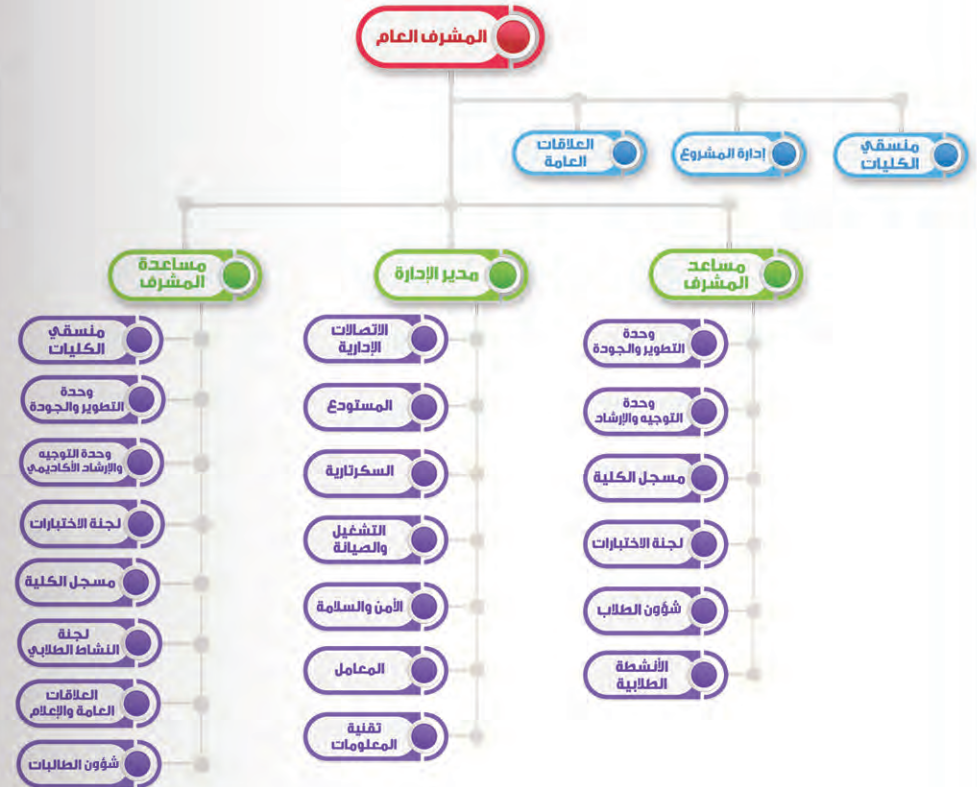 المشرف العام
منسقي
الكليات
إدارة المشروع
العلاقات
العامة
مساعد
المشرف
مدير الإدارة
مساعدة
المشرف
وحدة
التطوير والجودة
وحدة
التوجيه والإرشاد
مسجل الكلية
لجنة الاختبارات
شؤون الطلاب
الأنشطة
الطلابية
الاتصالات
الإدارية
المستودع
السكرتارية
التشغيل
والصيانة
الأمن والسلامة
المعامل
تقنية
المعلومات
منسقي
الكليات
وحدة
التطوير والجودة
وحدة التوجيه
والإرشاد الأكاديمي
لجنة الاختبارات
مسجل الكلية
لجنة
النشاط الطلابي
العلاقات
العامة والإعلام
شؤون الطالبات